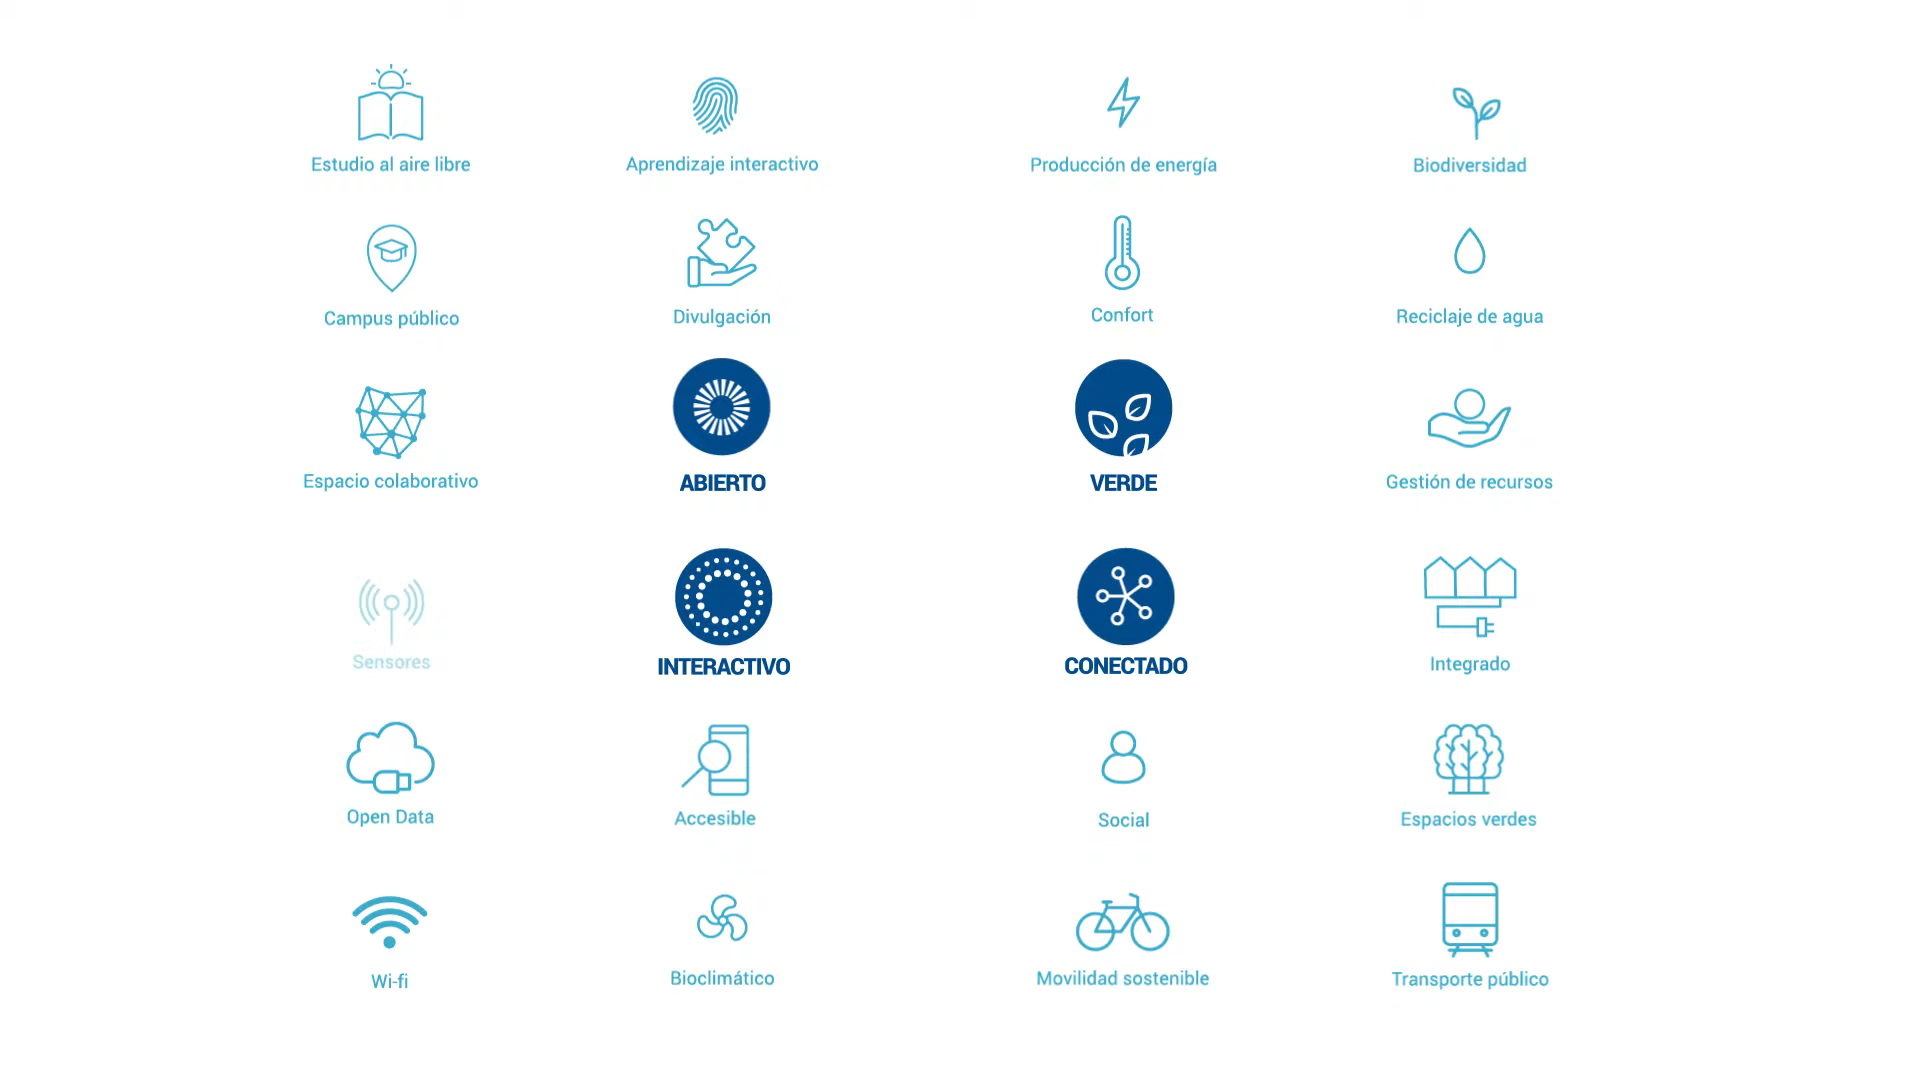 Estudio al aire libre
Aprendizaje interactivo
Producción de energía
Biodiversidad
Campus público
Divulgación
Confort
Reciclaje de agua
Espacio colaborativo
ABIERTO
VERDE
Gestión de recursos
Sensores
INTERACTIVO
CONECTADO
Integrado
Open Data
Accesible
Social
Espacios verdes
Wi-fi
Bioclimático
Movilidad sostenible
Transporte público